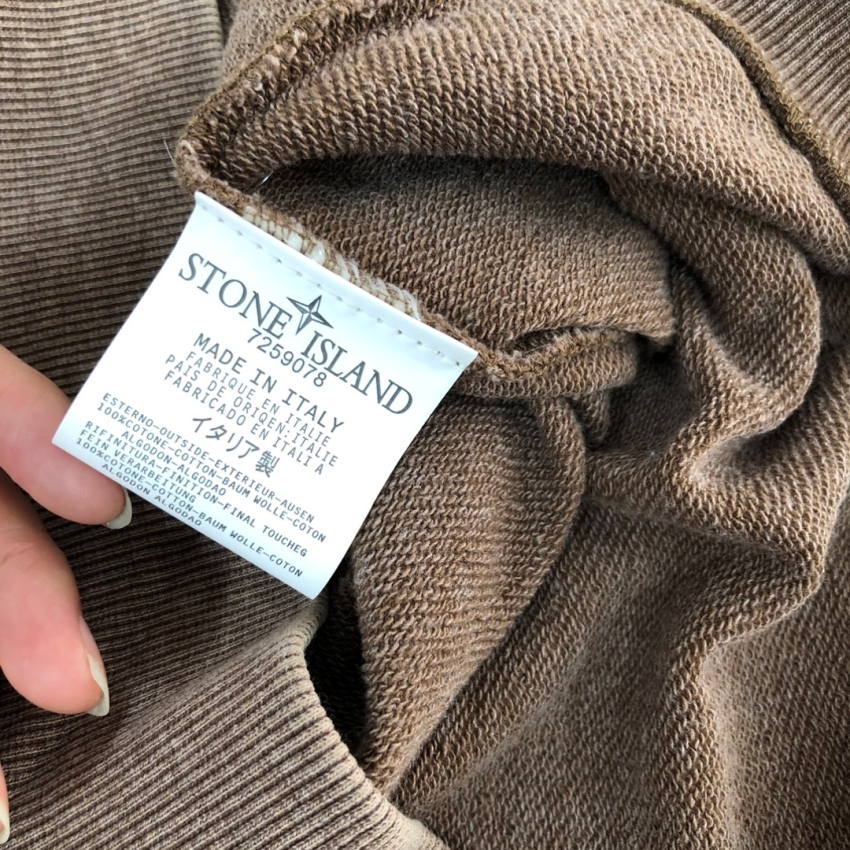 STONE ISLAND
7259078
MADE IN ITALY
FABRIQUE EN ITALIE
PAIS DE ORIGEN:ITALIE
FABRICADO EN ITALI A
イタリア製
ESTERNO-OUTSIDE-EXTERIEUR-AUSEN
100%COTONE-COTTON-BAUM WOLLE-COTON
ALGODON-ALGODAO
RIFINITURA-FINITION-FINAL TOUCHEG
FEIN VERARBEITUNG
100%COTONE-COTTON-BAUM WOLLE-COTON
ALGODON ALGODAO